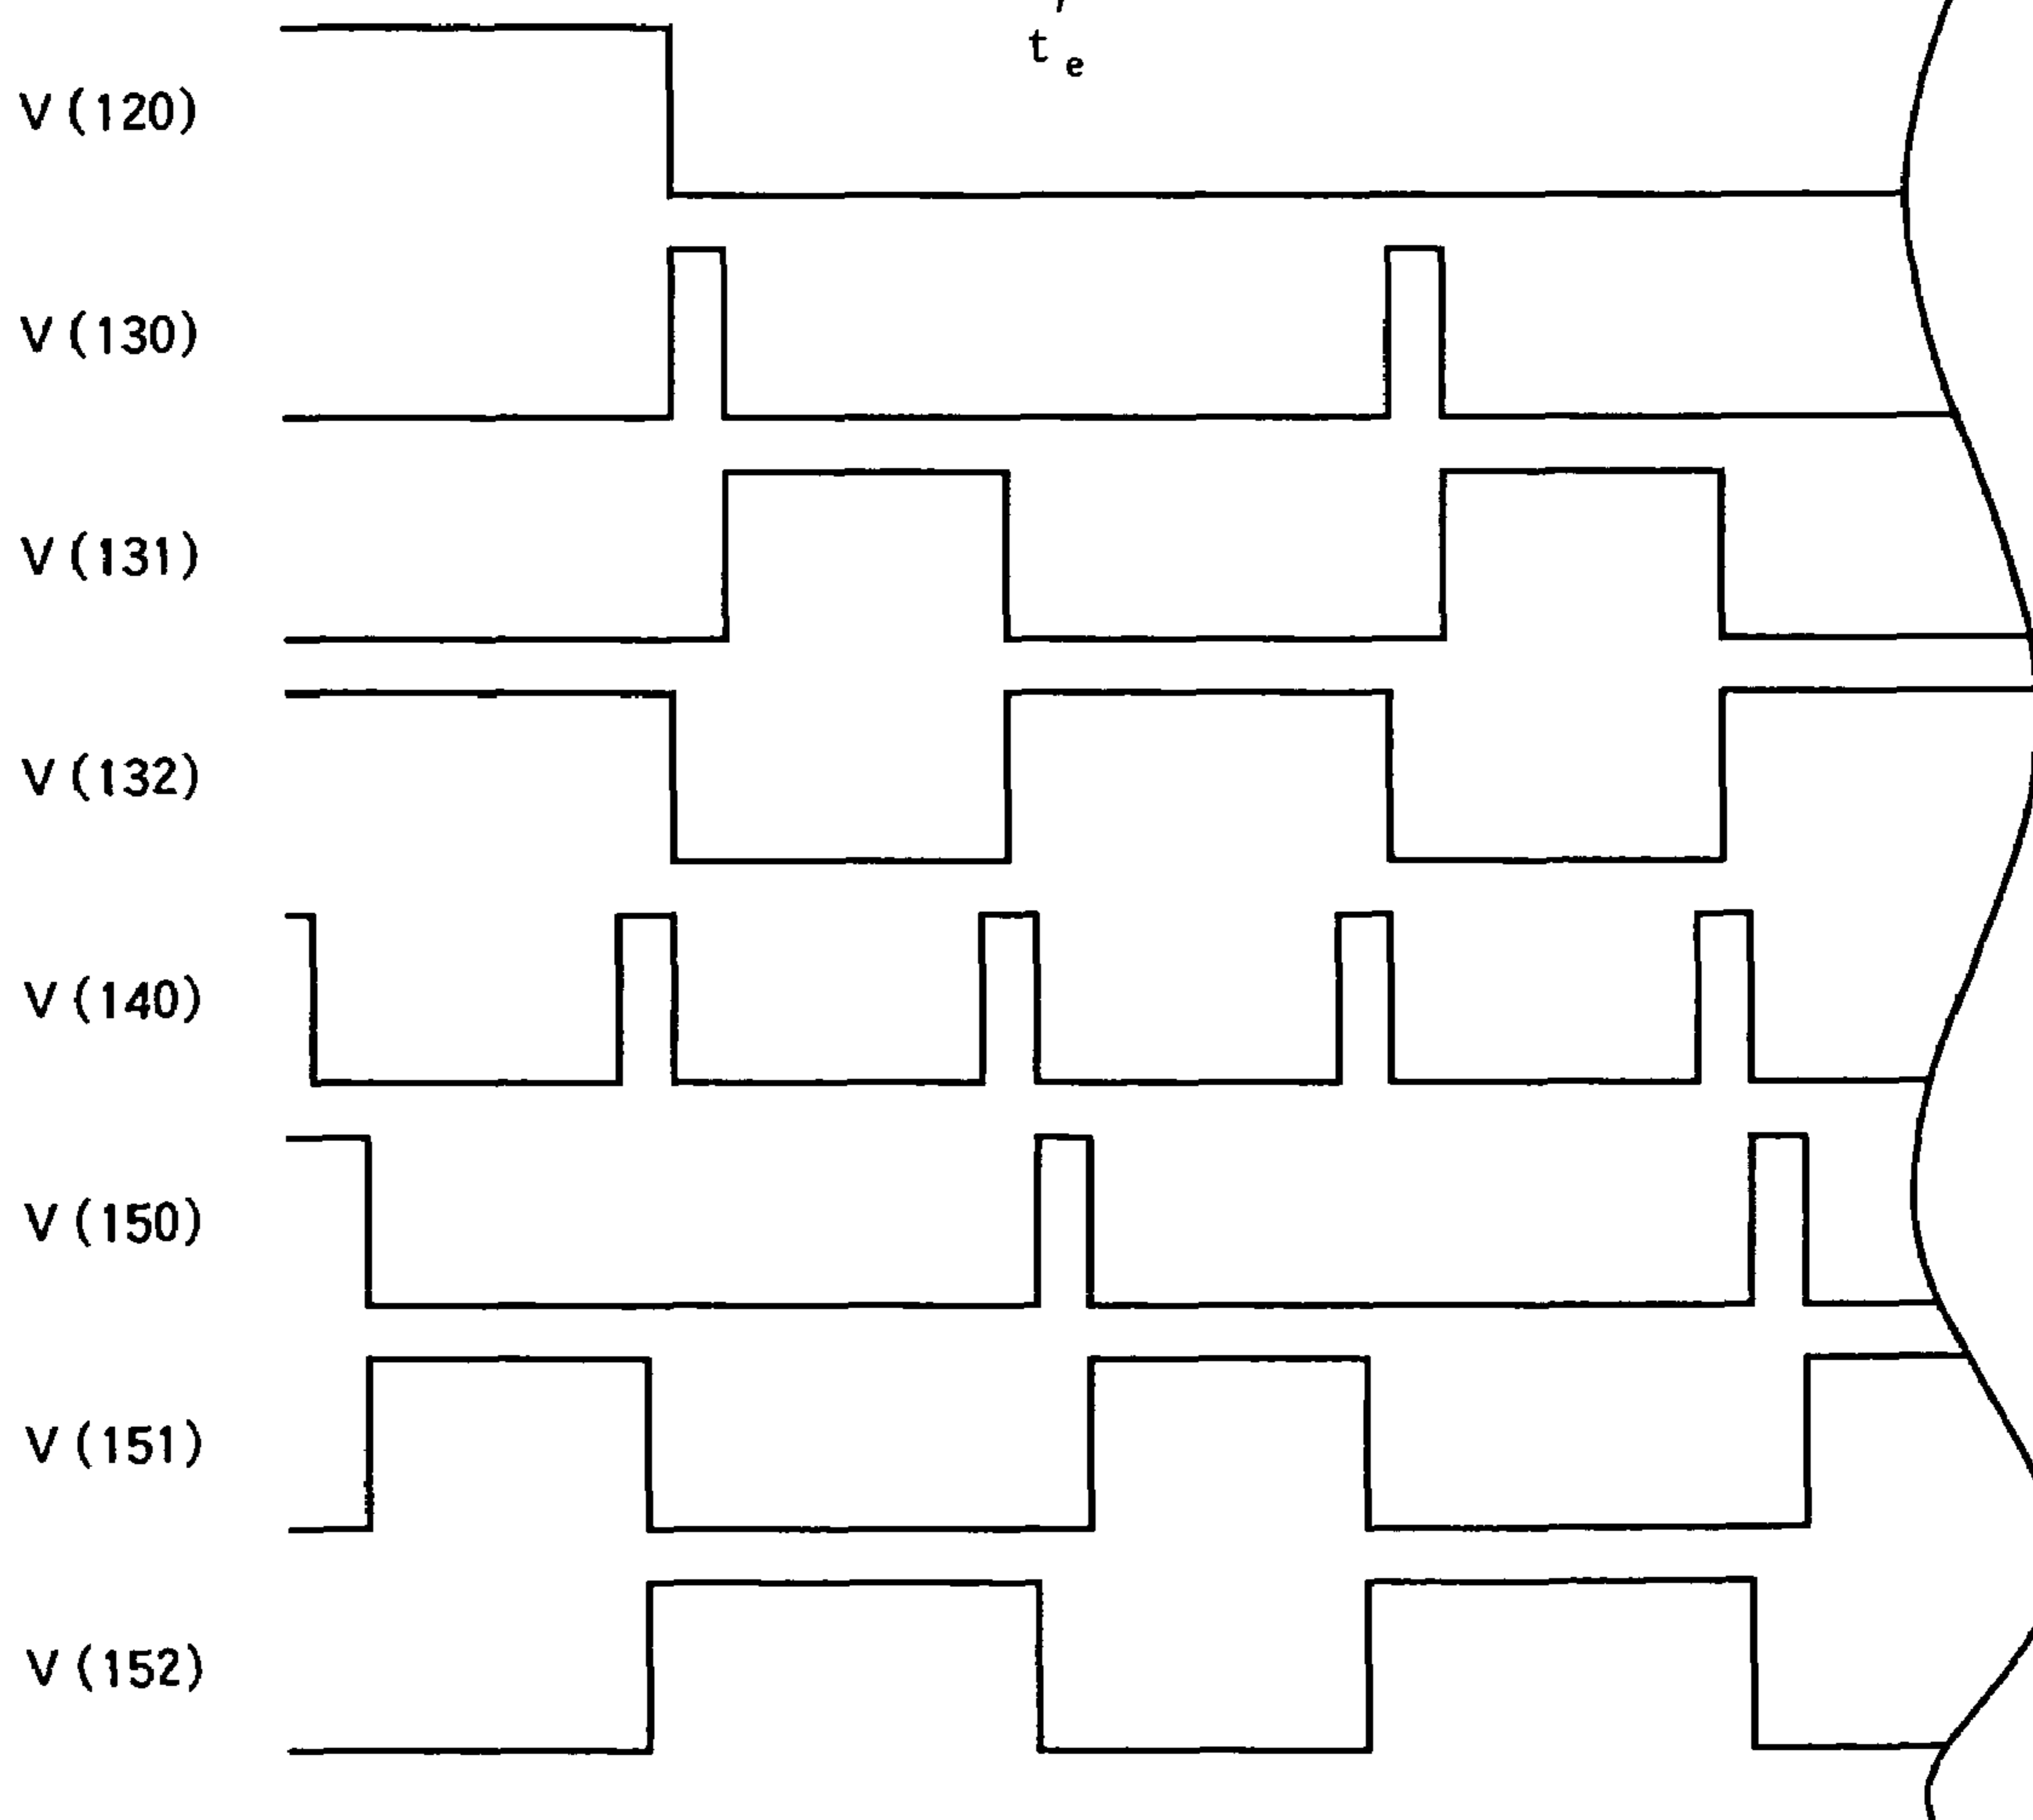 t e
V (120)
V (130)
V (131)
V (132)
V (140)
V (150)
V (151)
V (152)